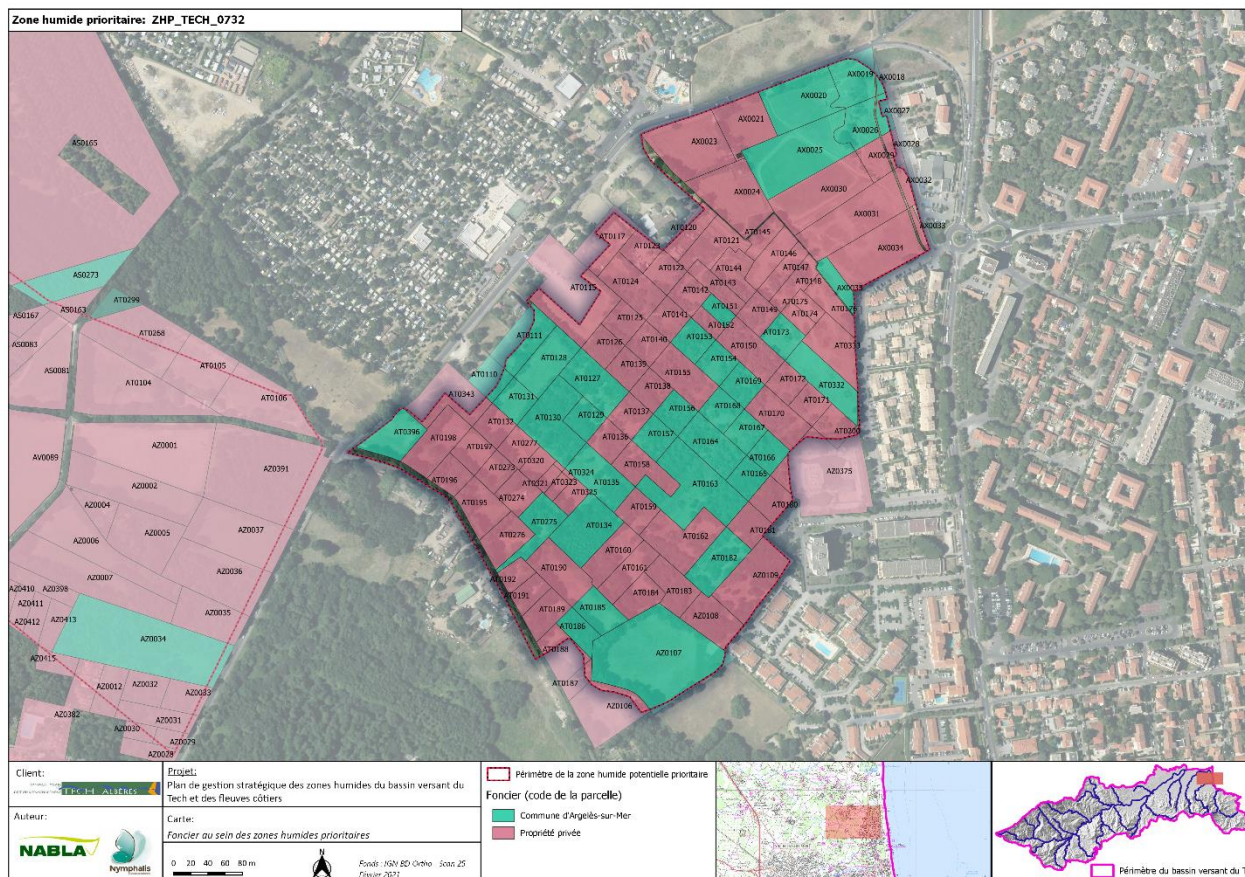 Zone humide prioritaire: ZHP_TECH_0732
AX0019
AX0018
AX0020
AX0027
AX0021
AX0026
AX0023
AX0028
AX0025
AX0029
AS0165
AX0032
AX0024
AX0030
AX0031
AX0033
AT0117
AT0120
AT0145
AT0123
AT0121
AX0034
AT0146
AS0273
AT0122
AT0144
AT0147
AT0115
AT0124
AT0143
AT0148
AT0142
AT0299
AT0175
AS0167
AS0163
AT0151
AT0149
AT0176
AT0125
AT0141
AT0174
AT0152
AT0268
AT0111
AT0173
AS0083
AT0126
AT0140
AT0153
AT0150
AT0333
AT0128
AT0154
AT0105
AT0139
AS0081
AT0110
AT0155
AT0104
AT0127
AT0169
AT0172
AT0138
AT0332
AT0343
AT0106
AT0131
AT0171
AT0156
AT0168
AT0129
AT0137
AT0170
AT0132
AT0130
AT0167
AT0396
AT0200
AT0198
AT0136
AT0157
AT0164
AZ0001
AT0197
AT0277
AV0089
AT0166
AT0320
AT0158
AZ0391
AT0273
AT0324
AT0165
AZ0375
AT0196
AT0323
AT0135
AZ0002
AT0321
AT0163
AT0325
AT0274
AZ0004
AT0195
AT0159
AT0180
AT0275
AT0134
AZ0037
AZ0005
AT0181
AT0276
AT0162
AZ0006
AT0160
AT0182
AZ0036
AT0190
AT0161
AZ0109
AT0192
AZ0007
AZ0410
AZ0398
AT0184
AT0183
AT0191
AZ0411
AT0189
AT0185
AZ0035
AZ0108
AZ0412
AZ0413
AT0186
AZ0034
AT0188
AZ0107
AZ0415
AT0187
AZ0012
AZ0032
AZ0033
AZ0382
AZ0106
AZ0031
AZ0030
AZ0029
AZ0028
Client:
TECH ALBÈRES
Projet:
Plan de gestion stratégique des zones humides du bassin versant du
Tech et des fleuves côtiers
Auteur:
NABLA
Nymphalis
Carte:
Foncier au sein des zones humides prioritaires
0 20 40 60 80 m
N
Fonds : IGN BD Ortho Scan 25
Février 2021
Périmètre de la zone humide potentielle prioritaire
Foncier (code de la parcelle)
Commune d'Argelès-sur-Mer
Propriété privée
Périmètre du bassin versant du T